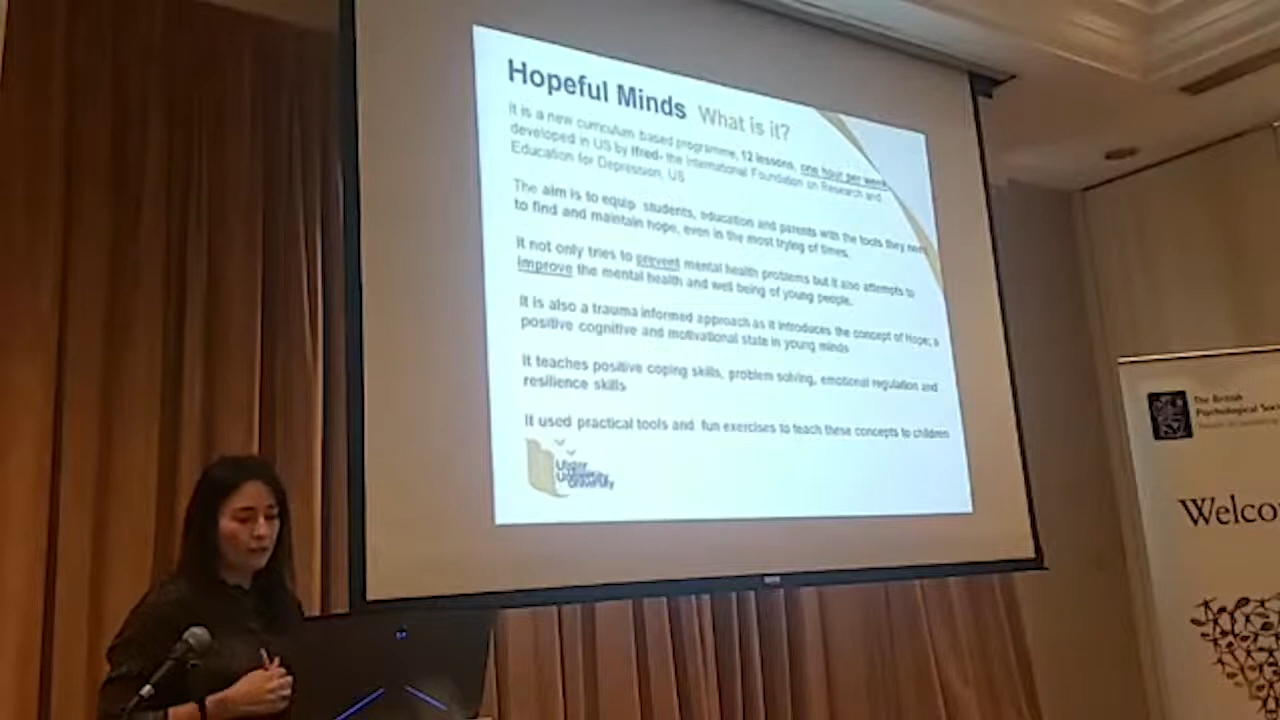 Hopeful Minds What is it?
It is a new curriculum based programme, 12 lessons, one hour per week
developed in US by Ifred- the International Foundation on Research and
Education for Depression, US
The aim is to equip students, education and parents with the tools they need
to find and maintain hope, even in the most trying of times.
It not only tries to prevent mental health problems but it also attempts to
improve the mental health and well being of young people.
It is also a trauma informed approach as it introduces the concept of Hope; a
positive cognitive and motivational state in young minds
It teaches positive coping skills, problem solving, emotional regulation and
resilience skills
It used practical tools and fun exercises to teach these concepts to children
Ulster
University
The British
Psychological Soc
Welco